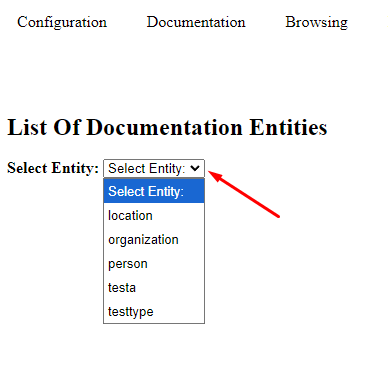 Configuration Documentation Browsing
List Of Documentation Entities
Select Entity: Select Entity:
Select Entity:
location
organization
person
testa
testtype